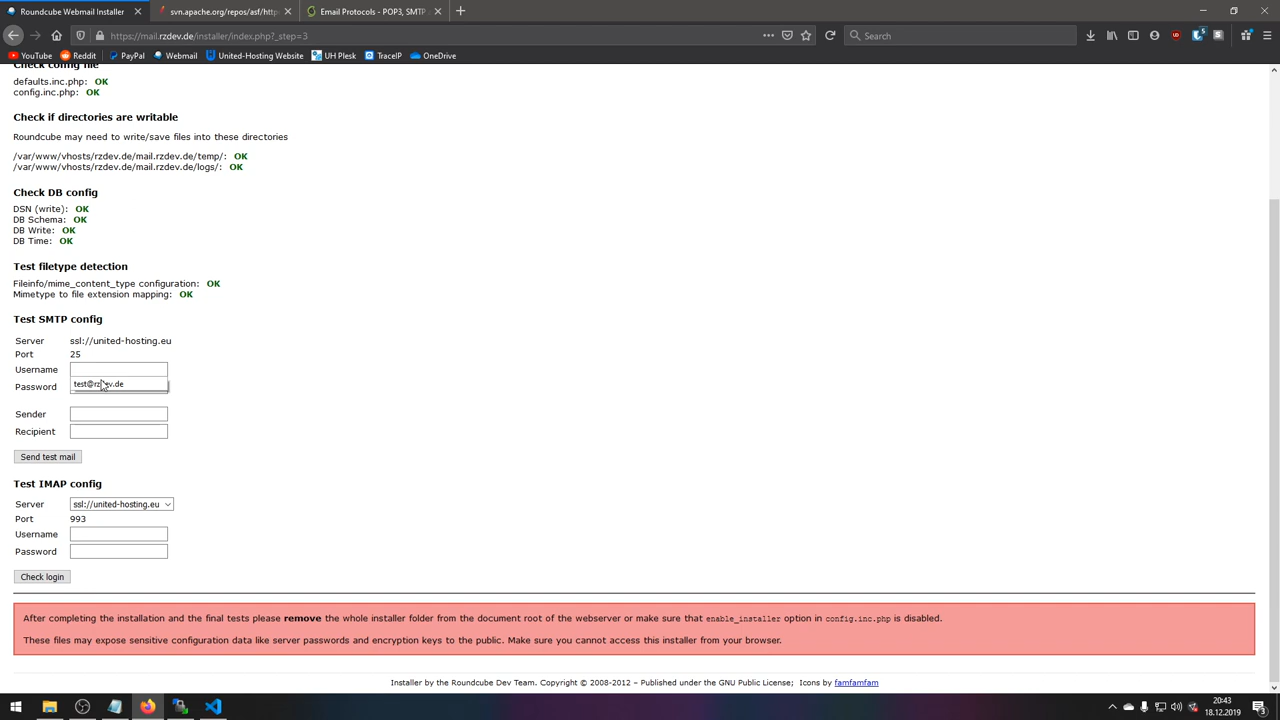 Roundcube Webmail Installer
svn.apache.org/repos/asf/http
Email Protocols - POP3, SMTP
https://mail.rzdev.de/installer/index.php?_step=3
Search
YouTube
Reddit
PayPal
Webmail
United-Hosting Website
UH Plesk
TraceIP
OneDrive
Check config file
defaults.inc.php: OK
config.inc.php: OK
Check if directories are writable
Roundcube may need to write/save files into these directories
/var/www/vhosts/rzdev.de/mail.rzdev.de/temp/: OK
/var/www/vhosts/rzdev.de/mail.rzdev.de/logs/: OK
Check DB config
DSN (write): OK
DB Schema: OK
DB Write: OK
DB Time: OK
Test filetype detection
Fileinfo/mime_content_type configuration: OK
Mimetype to file extension mapping: OK
Test SMTP config
Server ssl://united-hosting.eu
Port 25
Username
test@rzdev.de
Password
Sender
Recipient
Send test mail
Test IMAP config
Server ssl://united-hosting.eu
Port 993
Username
Password
Check login
After completing the installation and the final tests please remove the whole installer folder from the document root of the webserver or make sure that enable_installer option in config.inc.php is disabled.
These files may expose sensitive configuration data like server passwords and encryption keys to the public. Make sure you cannot access this installer from your browser.
Installer by the Roundcube Dev Team. Copyright © 2008-2012 – Published under the GNU Public License; Icons by famfamfam
20:43
18.12.2019
3